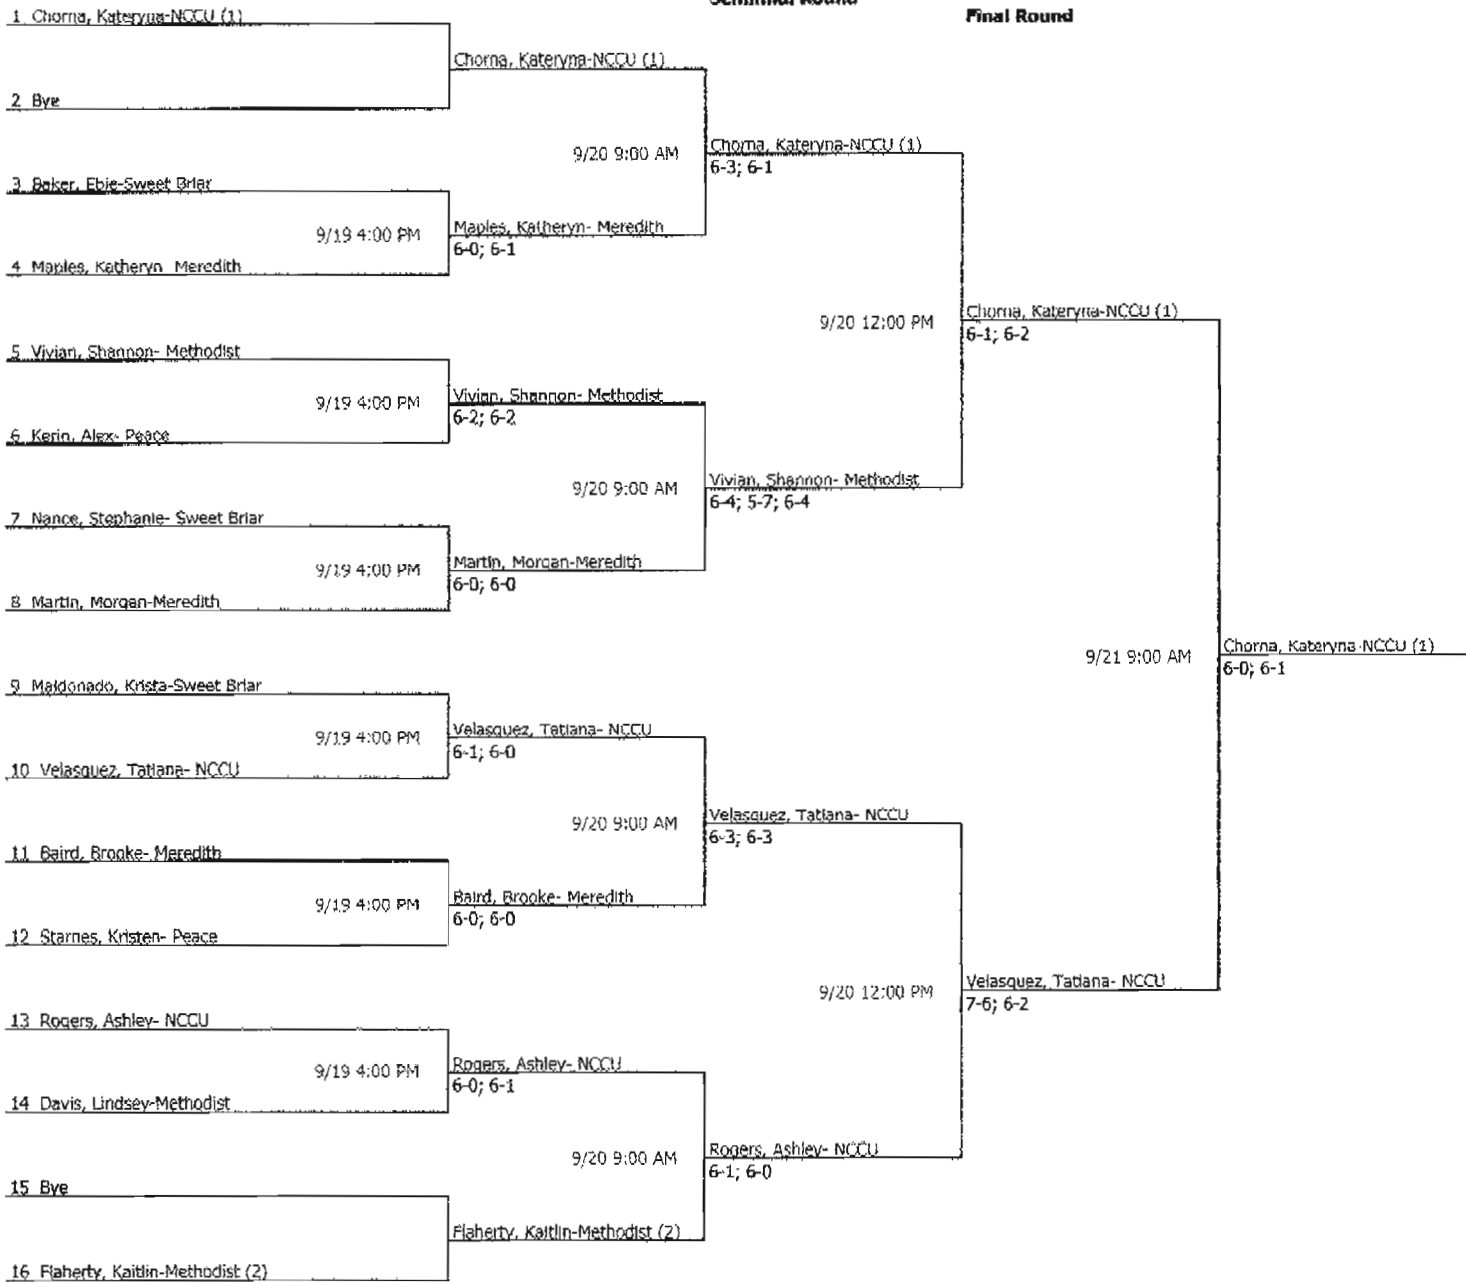 Semifinal Round
Final Round
1 Chorna, Kateryna-NCCU (1)
Chorna, Kateryna-NCCU (1)
2 Bye
9/20 9:00 AM
Chorna, Kateryna-NCCU (1)
6-3; 6-1
3 Baker, Ebie-Sweet Briar
9/19 4:00 PM
Maples, Katheryn- Meredith
6-0; 6-1
4 Maples, Katheryn Meredith
9/20 12:00 PM
Chorna, Kateryna-NCCU (1)
6-1; 6-2
5 Vivian, Shannon- Methodist
9/19 4:00 PM
Vivian, Shannon- Methodist
6-2; 6-2
6 Kerin, Alex- Peace
9/20 9:00 AM
Vivian, Shannon- Methodist
6-4; 5-7; 6-4
7 Nance, Stephanie- Sweet Briar
9/19 4:00 PM
Martin, Morgan-Meredith
6-0; 6-0
8 Martin, Morgan-Meredith
9/21 9:00 AM
Chorna, Kateryna-NCCU (1)
6-0; 6-1
9 Maldonado, Krista-Sweet Briar
9/19 4:00 PM
Velasquez, Tatiana- NCCU
6-1; 6-0
10 Velasquez, Tatiana- NCCU
9/20 9:00 AM
Velasquez, Tatiana- NCCU
6-3; 6-3
11 Baird, Brooke- Meredith
9/19 4:00 PM
Baird, Brooke- Meredith
6-0; 6-0
12 Starnes, Kristen- Peace
9/20 12:00 PM
Velasquez, Tatiana- NCCU
7-6; 6-2
13 Rogers, Ashley- NCCU
9/19 4:00 PM
Rogers, Ashley- NCCU
6-0; 6-1
14 Davis, Lindsey-Methodist
9/20 9:00 AM
Rogers, Ashley- NCCU
6-1; 6-0
15 Bye
Flaherty, Kaitlin-Methodist (2)
16 Flaherty, Kaitlin-Methodist (2)